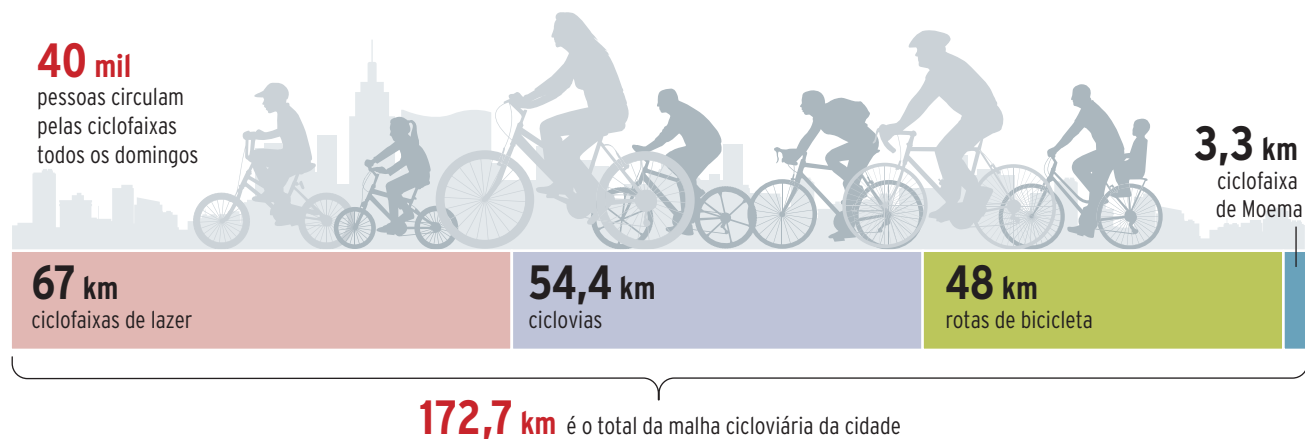 40 mil
pessoas circulam
pelas ciclofaixas
todos os domingos
3,3 km
ciclofaixa
de Moema
67 km
ciclofaixas de lazer
54,4 km
ciclovias
48 km
rotas de bicicleta
172,7 km é o total da malha cicloviária da cidade